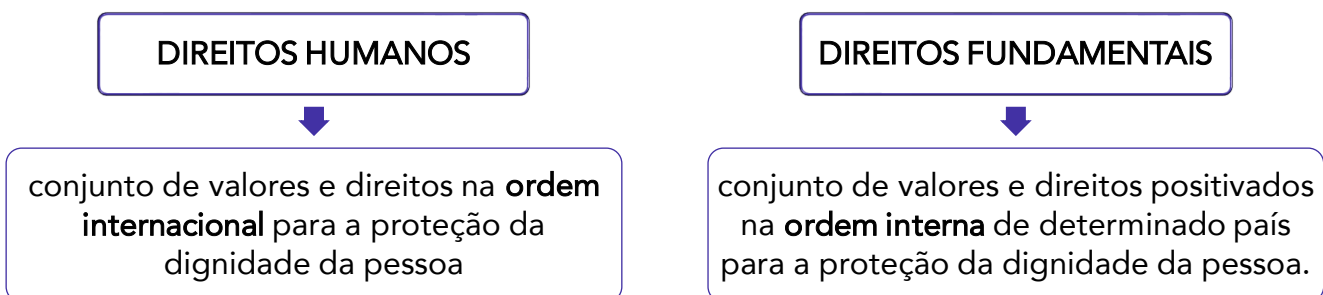 DIREITOS HUMANOS
conjunto de valores e direitos na ordem
internacional para a proteção da
dignidade da pessoa
DIREITOS FUNDAMENTAIS
conjunto de valores e direitos positivados
na ordem interna de determinado país
para a proteção da dignidade da pessoa.